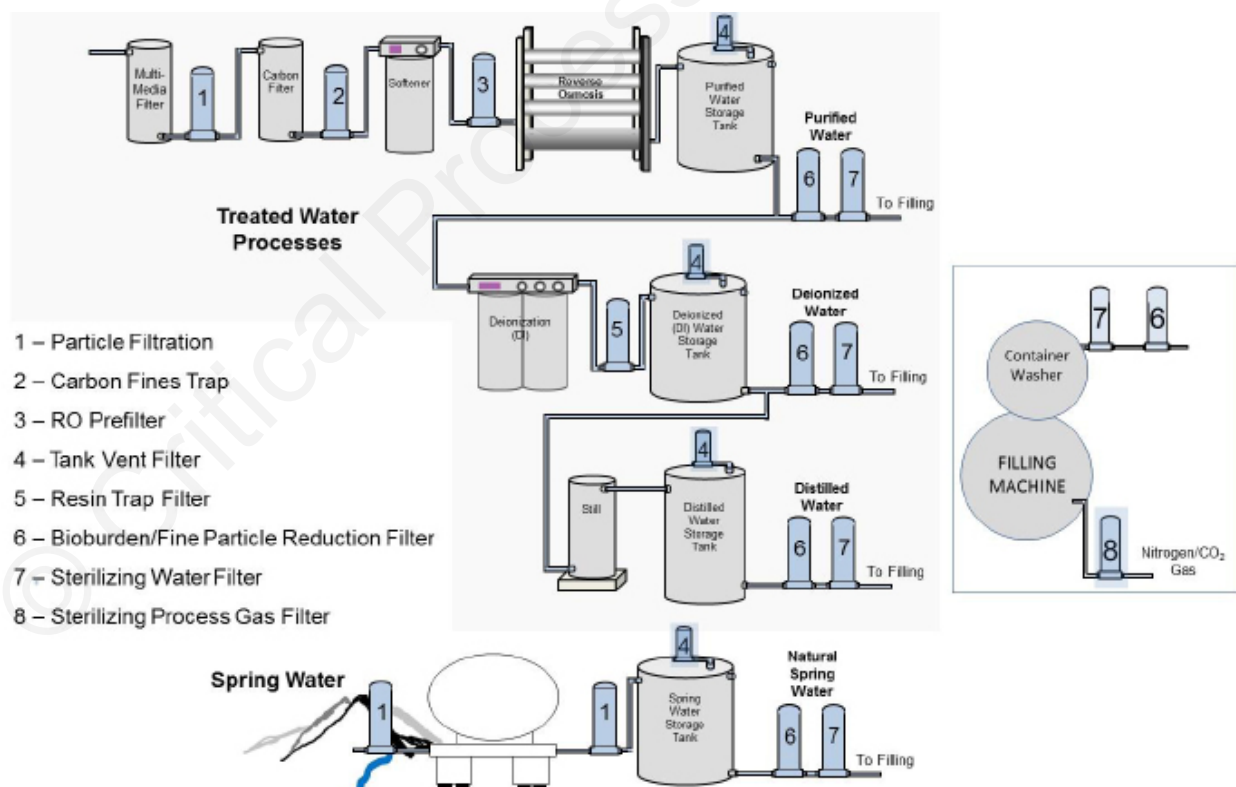 Multi-
Media
Filter
1
Carbon
Filter
2
Softener
3
Reverse
Osmosis
4
Purified
Water
Storage
Tank
Purified
Water
6
7
To Filling
Treated Water
Processes
Deionization
(DI)
5
4
Deionized
(DI) Water
Storage
Tank
Deionized
Water
6
7
To Filling
Still
4
Distilled
Water
Storage
Tank
Distilled
Water
6
7
To Filling
7
6
Container
Washer
FILLING
MACHINE
8
Nitrogen/CO₂
Gas
1 – Particle Filtration
2 – Carbon Fines Trap
3 – RO Prefilter
4 – Tank Vent Filter
5 – Resin Trap Filter
6 – Bioburden/Fine Particle Reduction Filter
7 – Sterilizing Water Filter
8 – Sterilizing Process Gas Filter
Spring Water
1
1
4
Spring
Water
Storage
Tank
Natural
Spring
Water
6
7
To Filling
© Critical Process